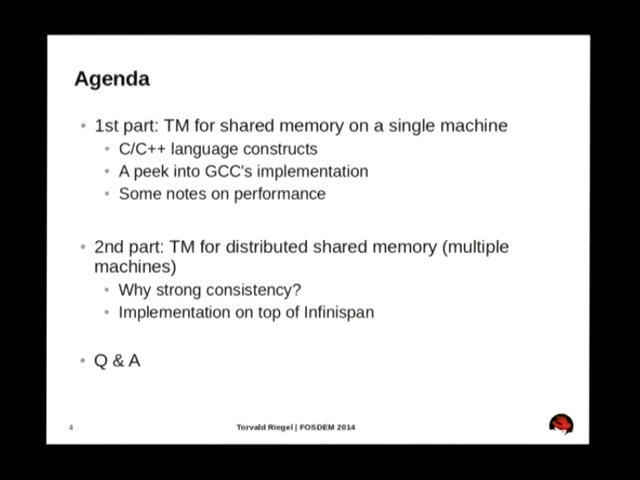 Agenda
• 1st part: TM for shared memory on a single machine
• C/C++ language constructs
• A peek into GCC's implementation
• Some notes on performance
• 2nd part: TM for distributed shared memory (multiple
machines)
• Why strong consistency?
• Implementation on top of Infinispan
• Q & A
4
Torvald Riegel | FOSDEM 2014